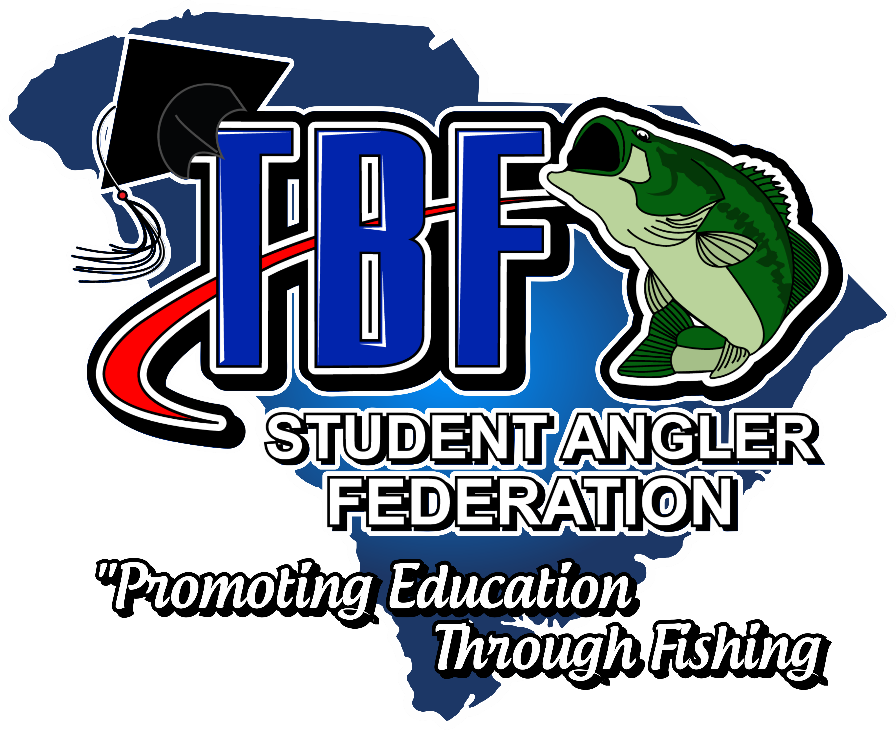 TBF
STUDENT ANGLER
FEDERATION
"Promoting Education
Through Fishing